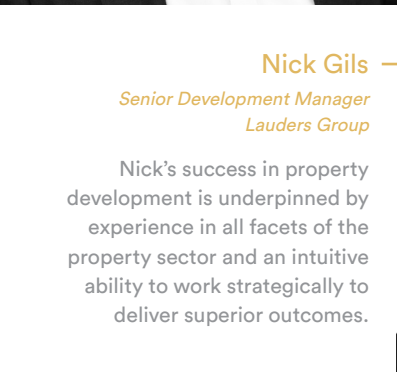 Nick Gils
Senior Development Manager
Lauders Group
Nick’s success in property
development is underpinned by
experience in all facets of the
property sector and an intuitive
ability to work strategically to
deliver superior outcomes.